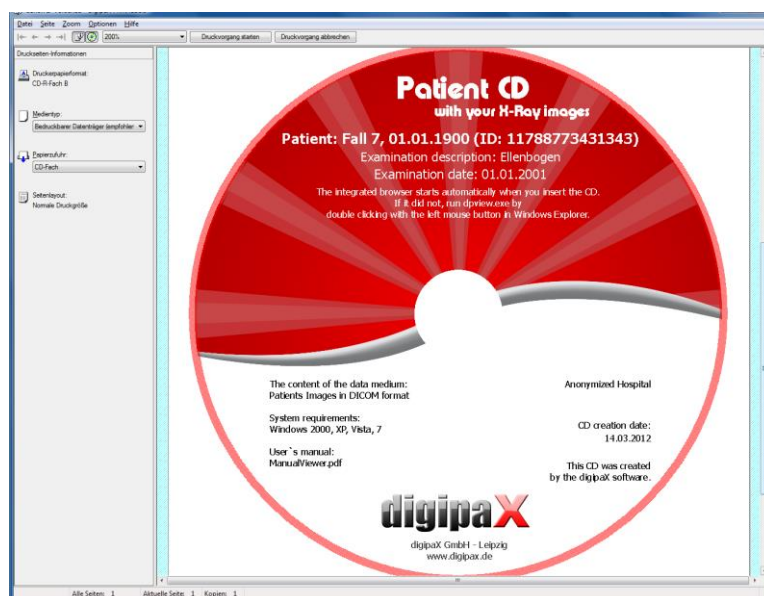 Datei Seite Zoom Optionen Hilfe
200% Druckvorgang starten Druckvorgang abbrechen
Druckseiten-Informationen
Druckerpapierformat:
CD-R-Fach B
Medientyp:
Bedruckbarer Datenträger (empfohler
Papierzufuhr:
CD-Fach
Seitenlayout:
Normale Druckgröße
Patient CD
with your X-Ray images
Patient: Fall 7, 01.01.1900 (ID: 11788773431343)
Examination description: Ellenbogen
Examination date: 01.01.2001
The integrated browser starts automatically when you insert the CD.
If it did not, run dpview.exe by
double clicking with the left mouse button in Windows Explorer.
The content of the data medium:
Patients Images in DICOM format
System requirements:
Windows 2000, XP, Vista, 7
User`s manual:
ManualViewer.pdf
Anonymized Hospital
CD creation date:
14.03.2012
This CD was created
by the digipaX software.
digipaX
digipaX GmbH - Leipzig
www.digipax.de
Alle Seiten: 1 Aktuelle Seite: 1 Kopien: 1